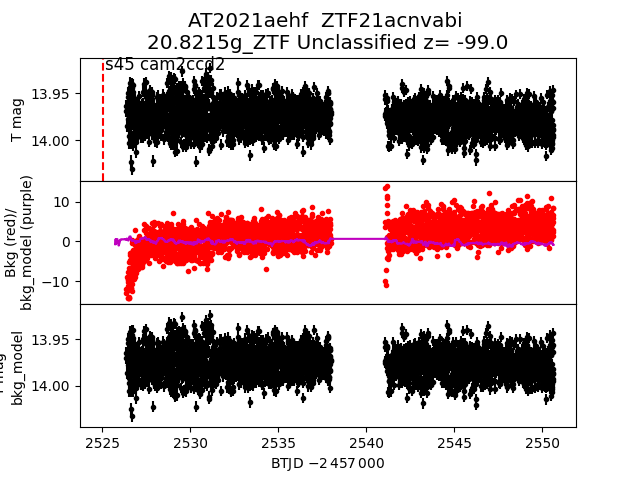 AT2021aehf  ZTF21acnvabi
20.8215g_ZTF Unclassified z= -99.0
s45 cam2ccd2
13.95
14.00
T mag
10
0
−10
Bkg (red)/
bkg_model (purple)
13.95
14.00
bkg_model
2525
2530
2535
2540
2545
2550
BTJD −2 457 000